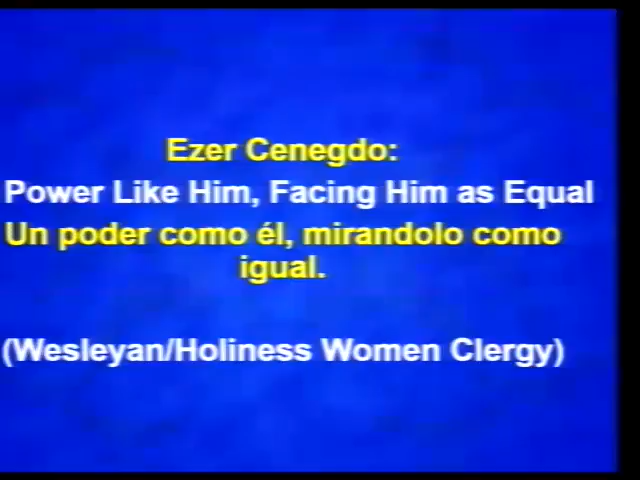 Ezer Cenegdo:
Power Like Him, Facing Him as Equal
Un poder como él, mirandolo como
igual.
(Wesleyan/Holiness Women Clergy)